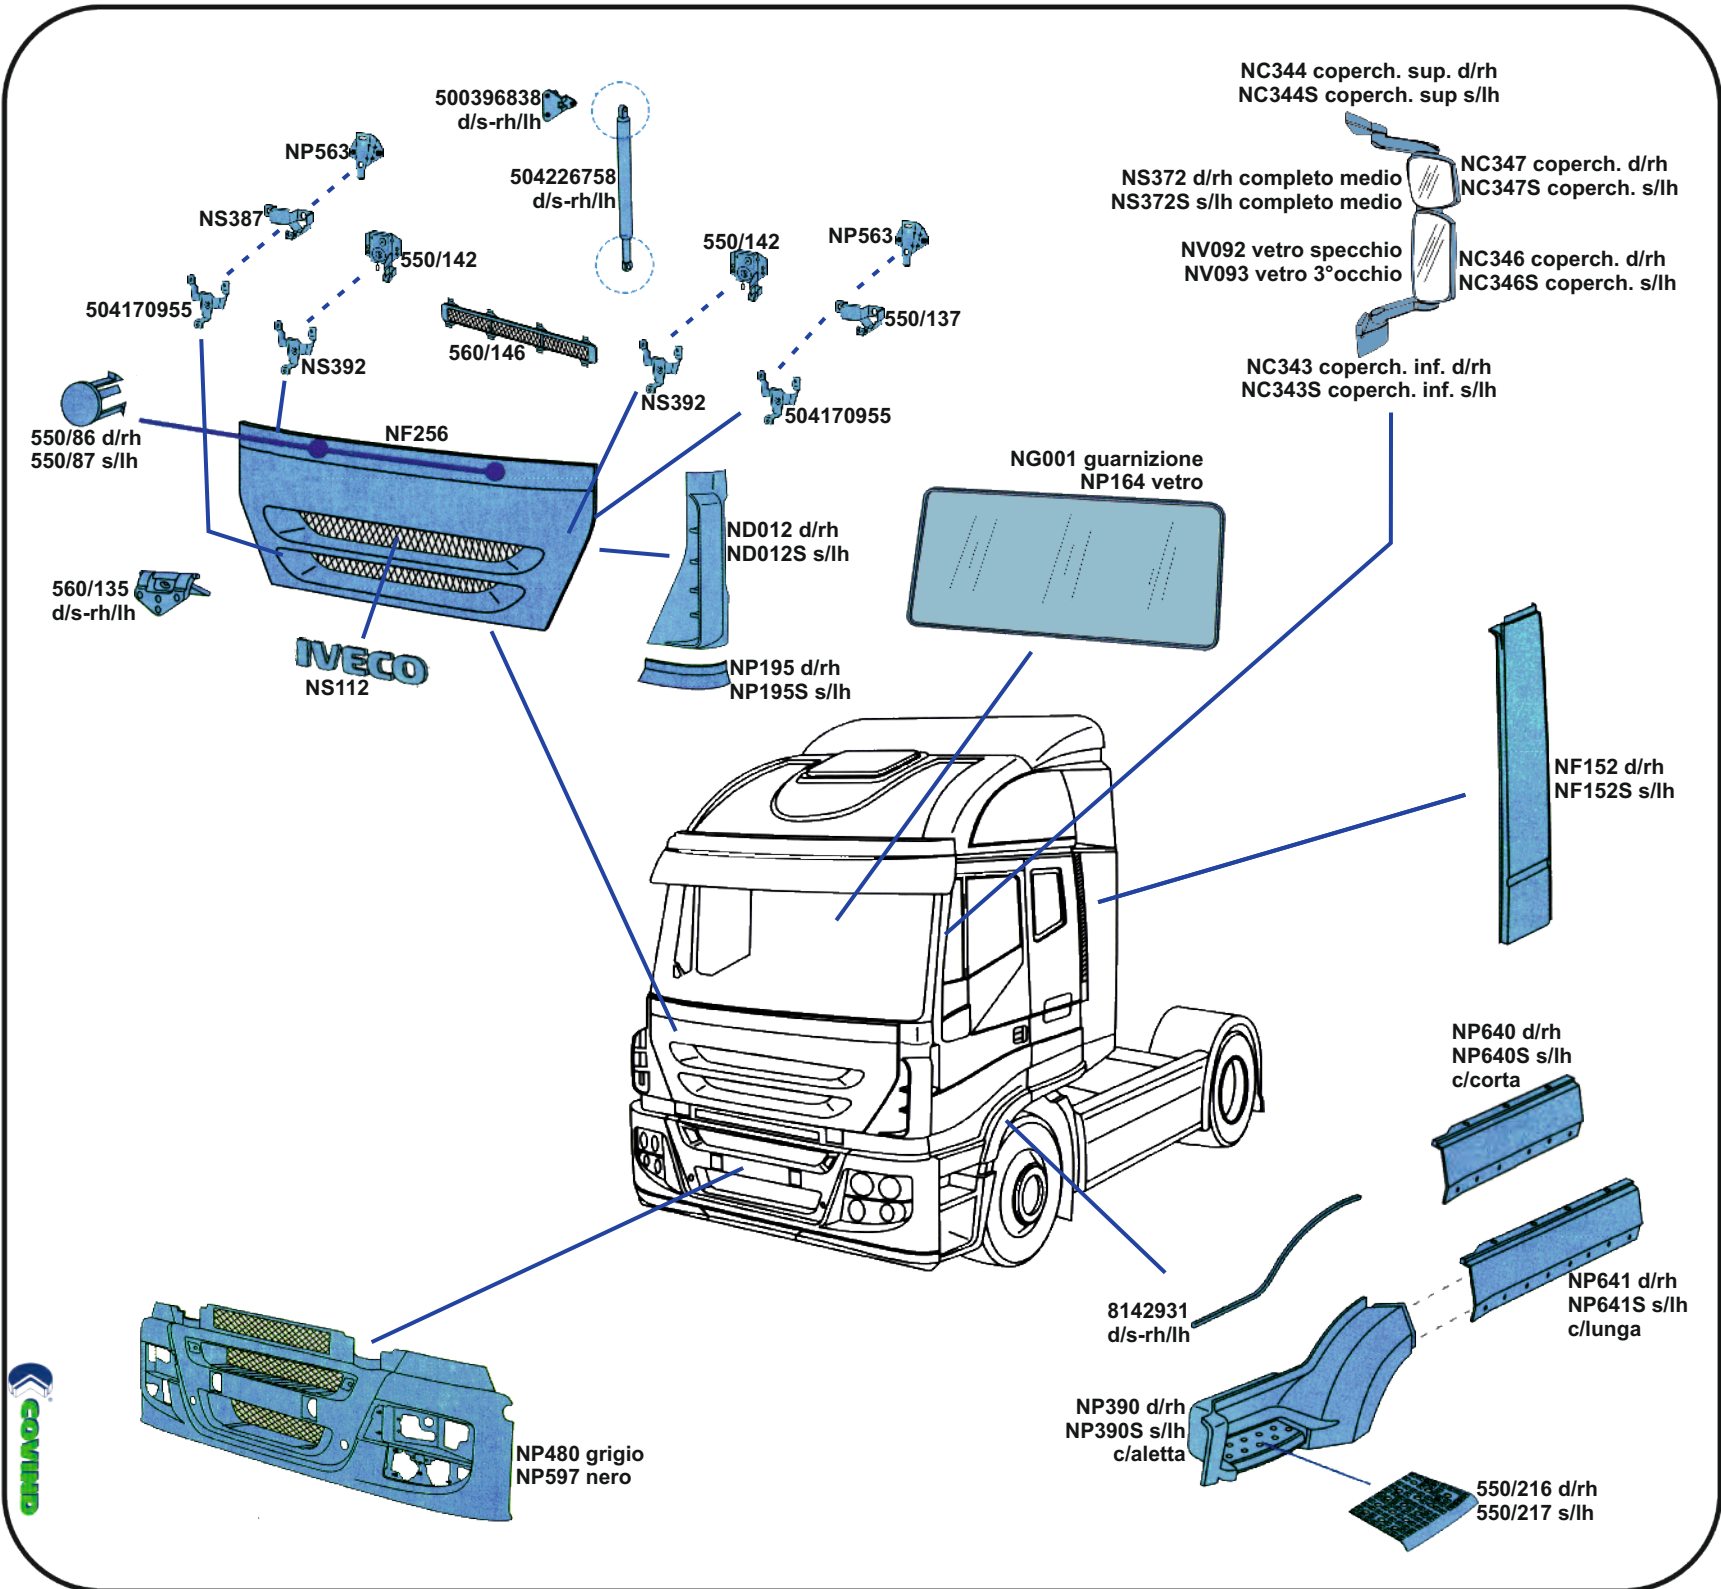 NC344 coperch. sup. d/rh
NC344S coperch. sup s/lh
500396838
d/s-rh/lh
NP563
504226758
d/s-rh/lh
NS387
NS372 d/rh completo medio
NS372S s/lh completo medio
NC347 coperch. d/rh
NC347S coperch. s/lh
550/142
550/142
NP563
NV092 vetro specchio
NV093 vetro 3°occhio
NC346 coperch. d/rh
NC346S coperch. s/lh
504170955
550/137
560/146
NS392
NS392
504170955
NC343 coperch. inf. d/rh
NC343S coperch. inf. s/lh
550/86 d/rh
550/87 s/lh
NF256
NG001 guarnizione
NP164 vetro
ND012 d/rh
ND012S s/lh
560/135
d/s-rh/lh
IVECO
NS112
NP195 d/rh
NP195S s/lh
NF152 d/rh
NF152S s/lh
NP640 d/rh
NP640S s/lh
c/corta
NP641 d/rh
NP641S s/lh
c/lunga
8142931
d/s-rh/lh
NP390 d/rh
NP390S s/lh
c/aletta
NP480 grigio
NP597 nero
550/216 d/rh
550/217 s/lh
COVIND